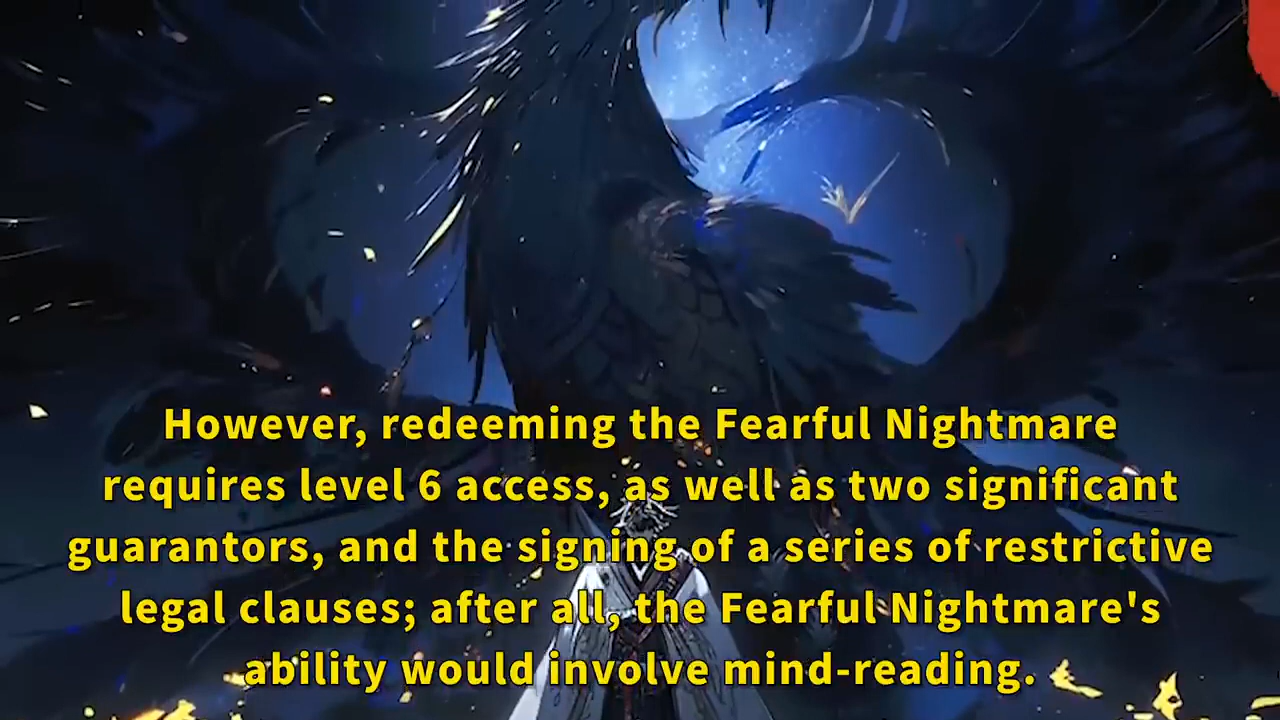 However, redeeming the Fearful Nightmare
requires level 6 access, as well as two significant
guarantors, and the signing of a series of restrictive
legal clauses; after all, the Fearful Nightmare's
ability would involve mind-reading.